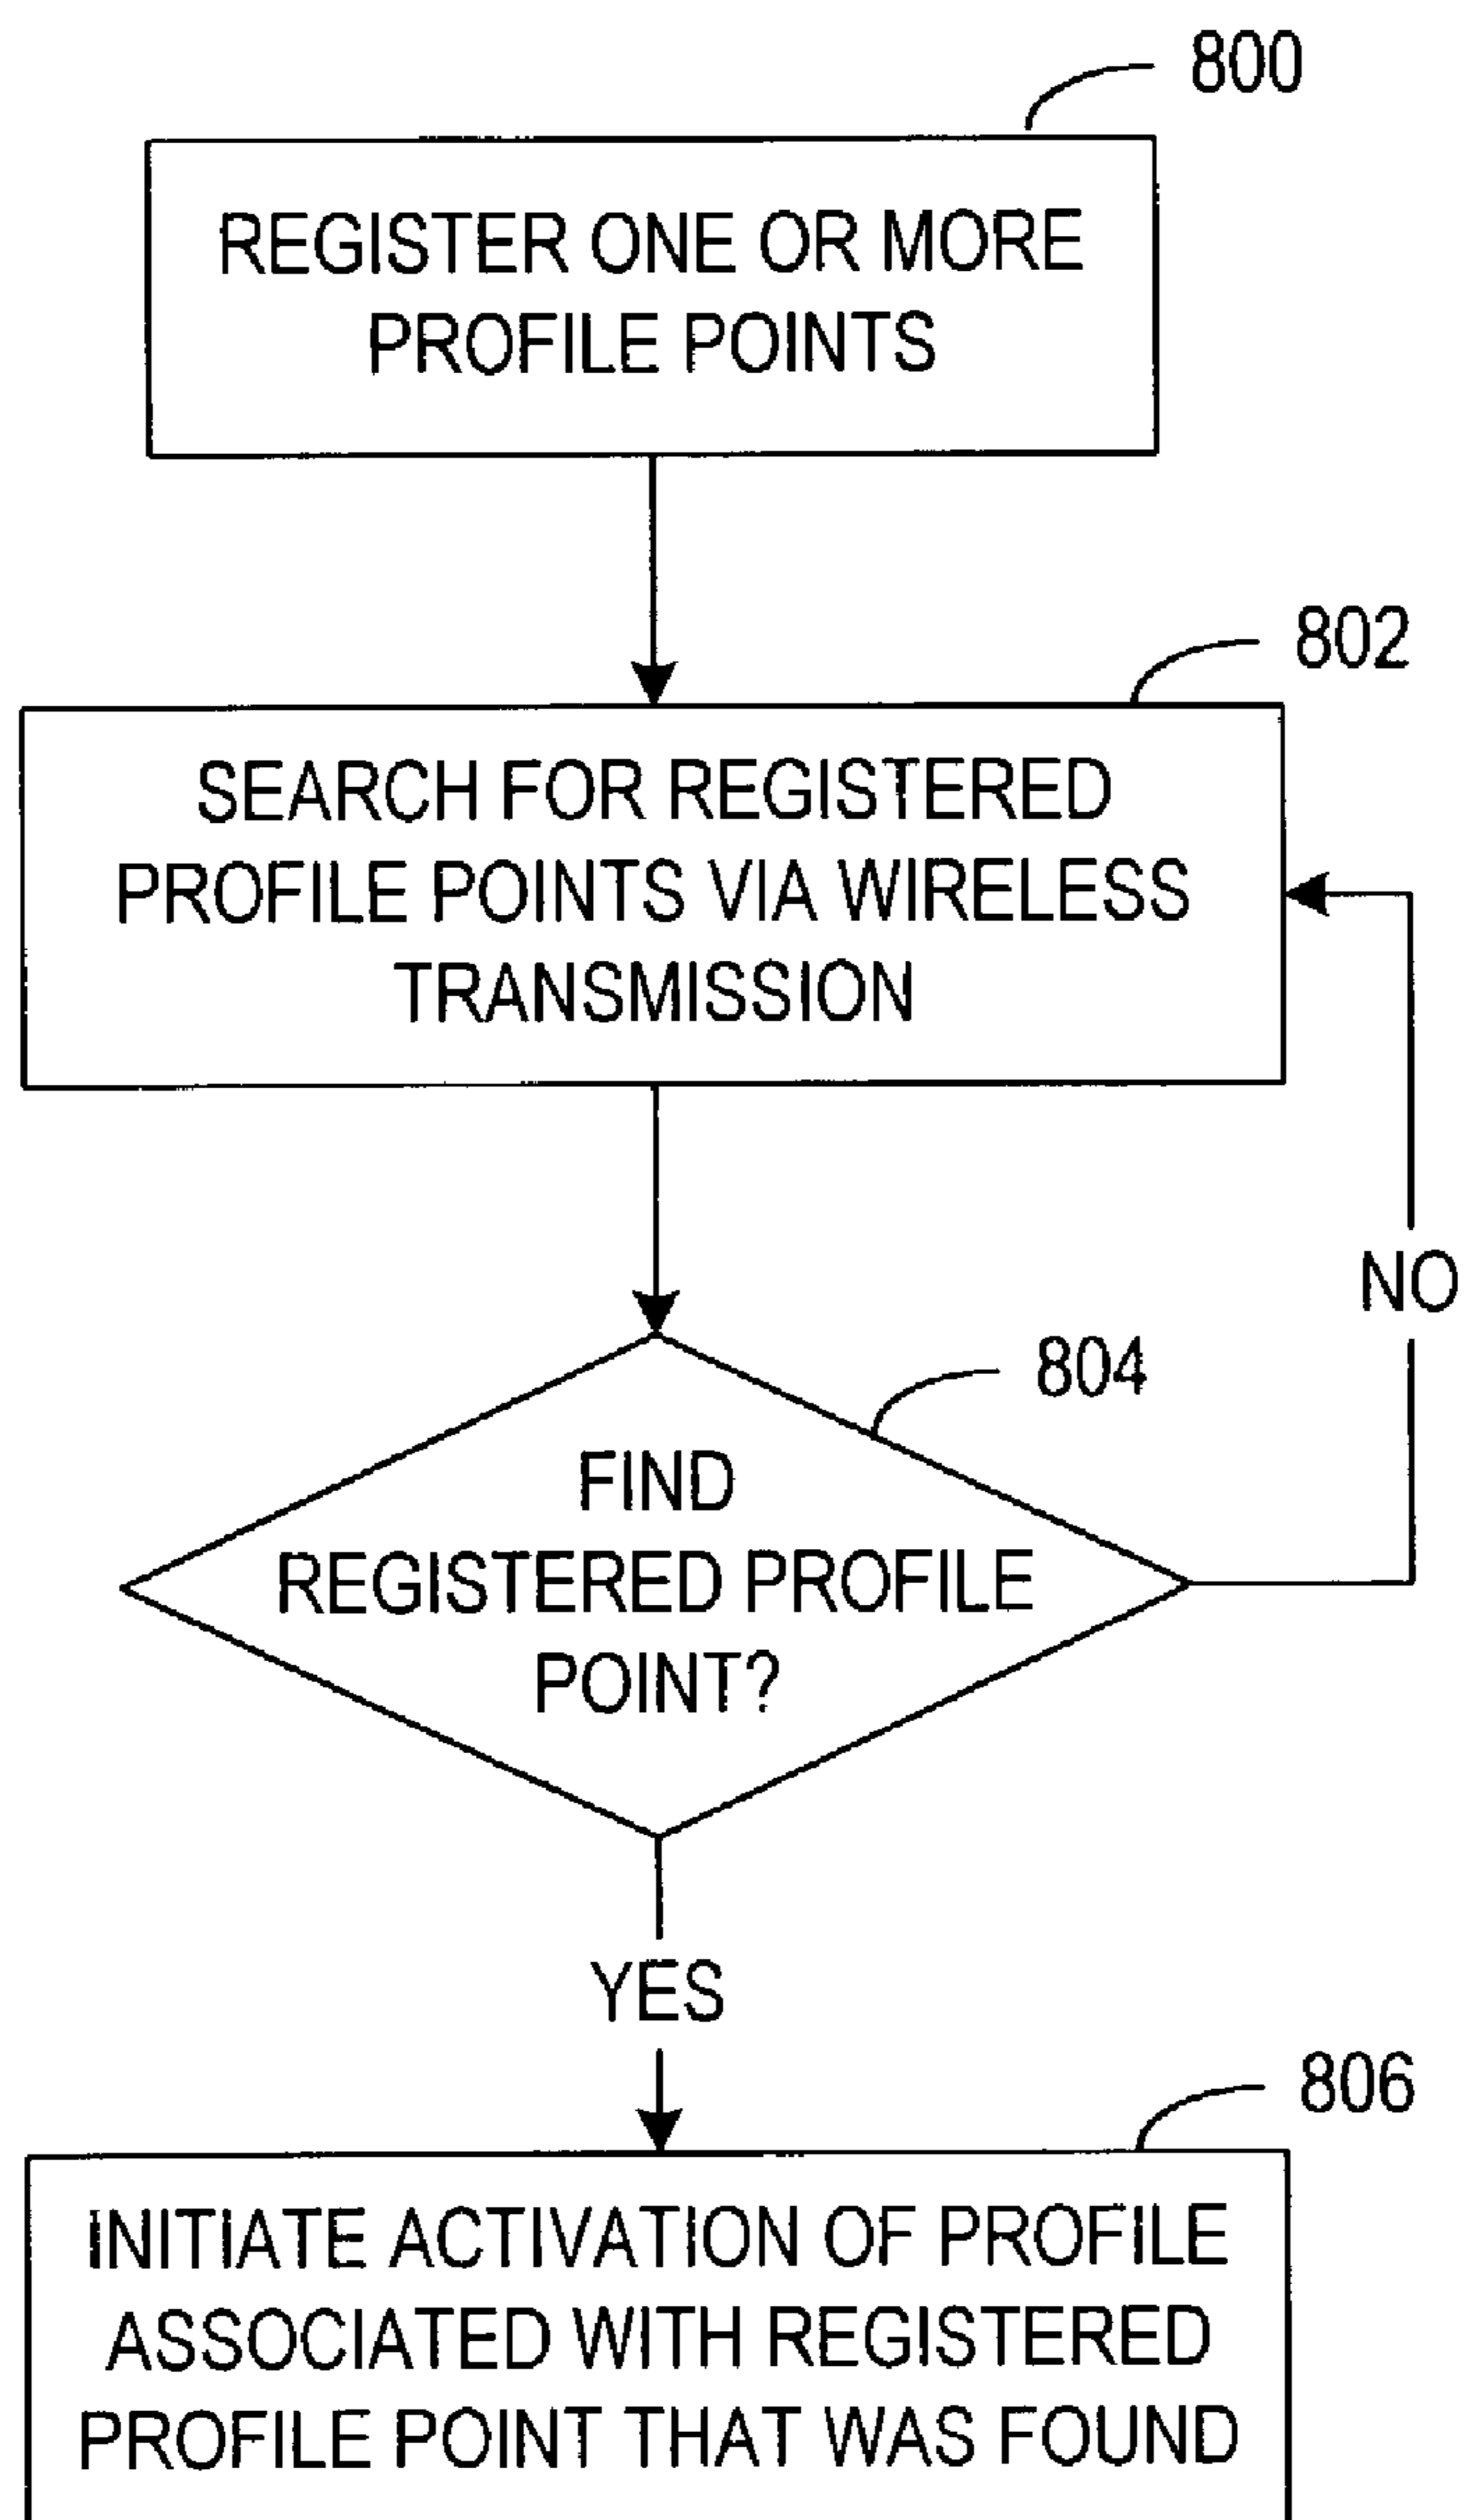 800
REGISTER ONE OR MORE
PROFILE POINTS
802
SEARCH FOR REGISTERED
PROFILE POINTS VIA WIRELESS
TRANSMISSION
NO
804
FIND
REGISTERED PROFILE
POINT?
YES
806
INITIATE ACTIVATION OF PROFILE
ASSOCIATED WITH REGISTERED
PROFILE POINT THAT WAS FOUND